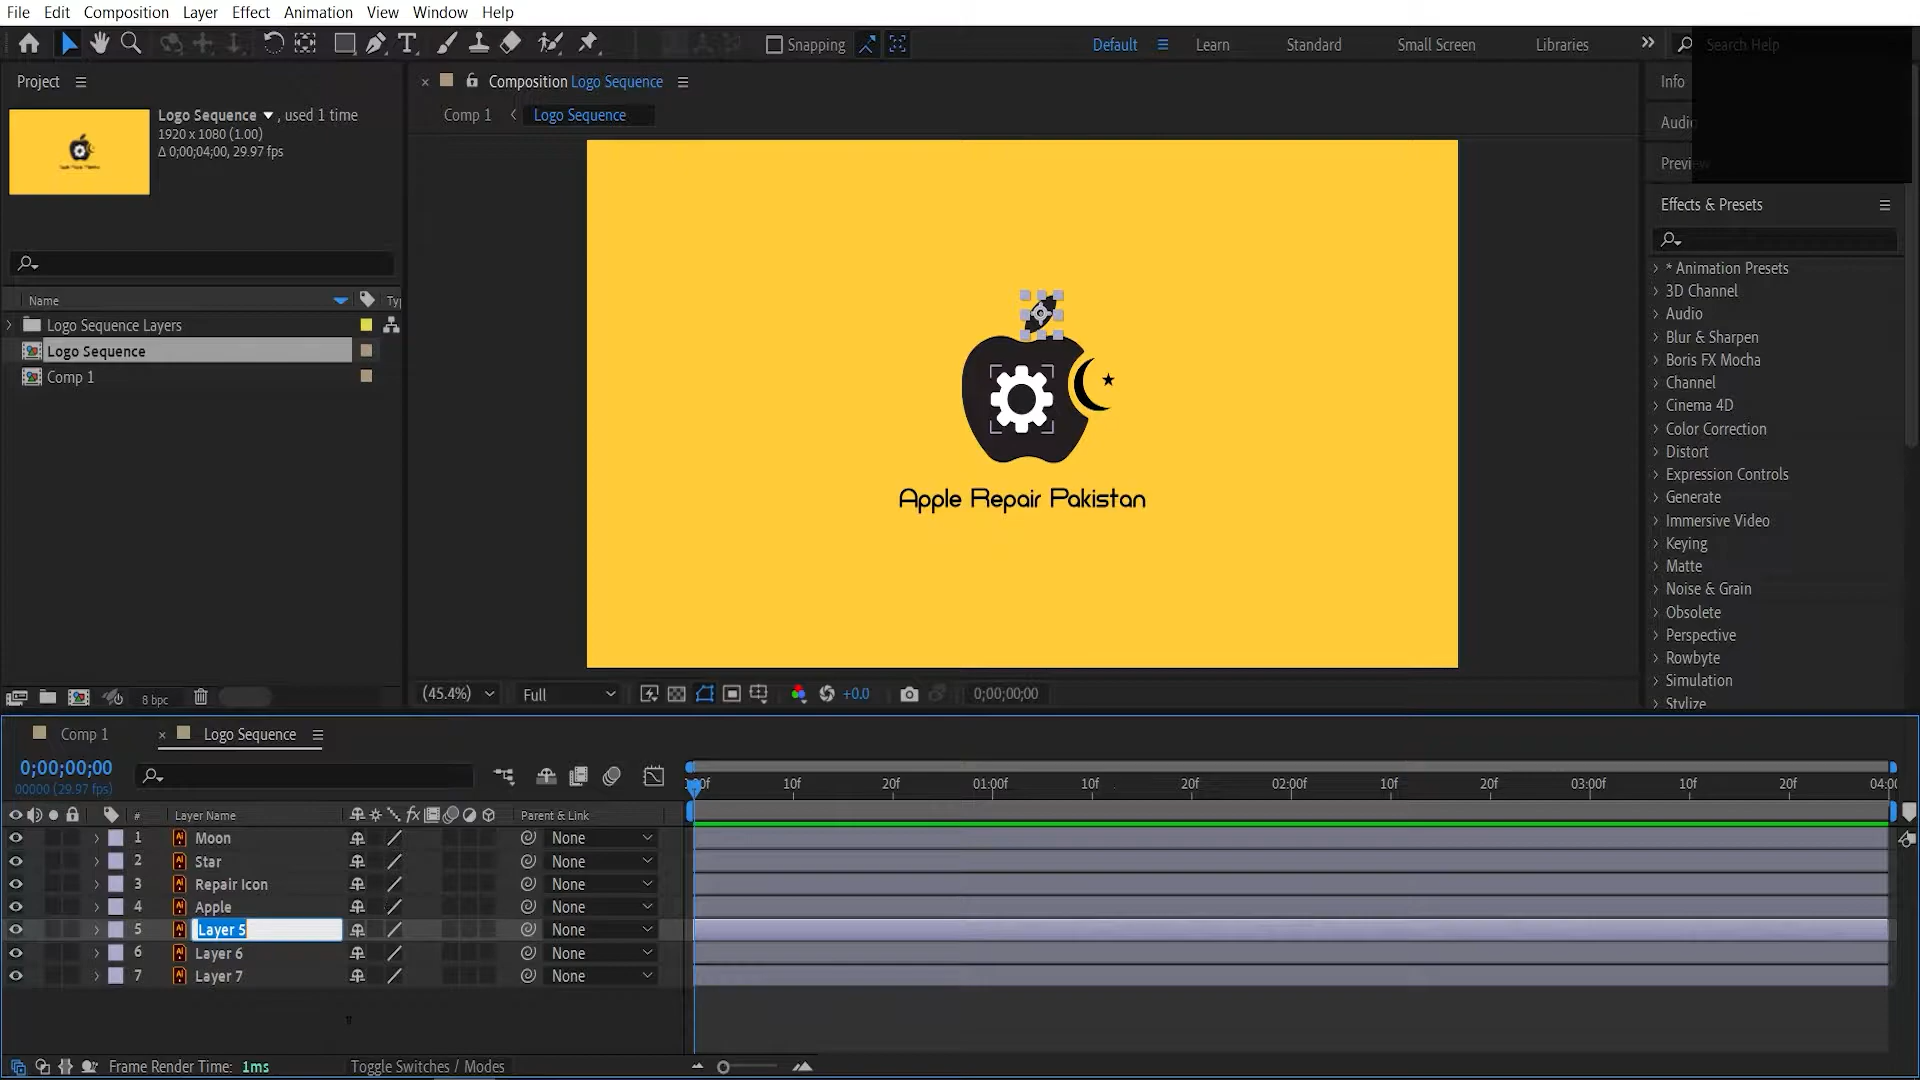 File Edit Composition Layer Effect Animation View Window Help
Snapping Default Learn Standard Small Screen Libraries Search Help
Project
Composition Logo Sequence
Info
Logo Sequence , used 1 time
1920 x 1080 (1.00)
Δ 0;00;04;00, 29.97 fps
Comp 1 Logo Sequence
Audio
Preview
Effects & Presets
Name
Logo Sequence Layers
Logo Sequence
Comp 1
Apple Repair Pakistan
* Animation Presets
3D Channel
Audio
Blur & Sharpen
Boris FX Mocha
Channel
Cinema 4D
Color Correction
Distort
Expression Controls
Generate
Immersive Video
Keying
Matte
Noise & Grain
Obsolete
Perspective
Rowbyte
Simulation
Stylize
8 bpc
(45.4%) Full +0.0 0;00;00;00
Comp 1 Logo Sequence
0;00;00;00
00000 (29.97 fps)
10f 20f 01:00f 10f 20f 02:00f 10f 20f 03:00f 10f 20f
# Layer Name fx Parent & Link
1 Moon None
2 Star None
3 Repair Icon None
4 Apple None
5 Layer 5 None
6 Layer 6 None
7 Layer 7 None
Frame Render Time: 1ms Toggle Switches / Modes